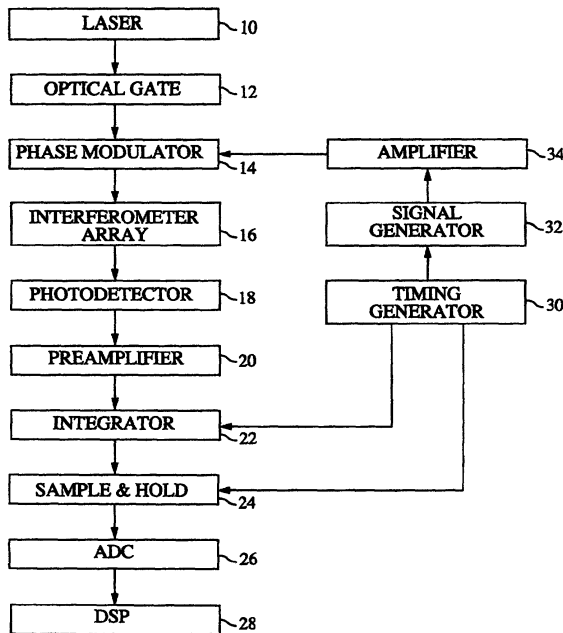 LASER
10
OPTICAL GATE
12
PHASE MODULATOR
14
AMPLIFIER
34
INTERFEROMETER
ARRAY
16
SIGNAL
GENERATOR
32
PHOTODETECTOR
18
TIMING
GENERATOR
30
PREAMPLIFIER
20
INTEGRATOR
22
SAMPLE & HOLD
24
ADC
26
DSP
28